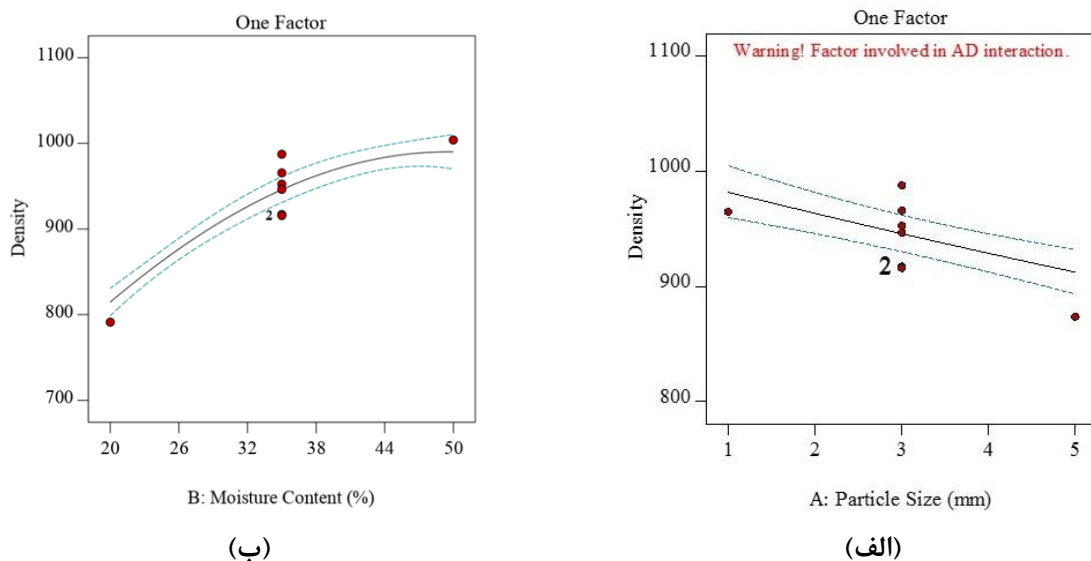 One Factor
1100
1000
900
800
700
Density
2
20 26 32 38 44 50
B: Moisture Content (%)
(ب)
One Factor
Warning! Factor involved in AD interaction.
1100
1000
900
800
Density
2
1 2 3 4 5
A: Particle Size (mm)
(الف)